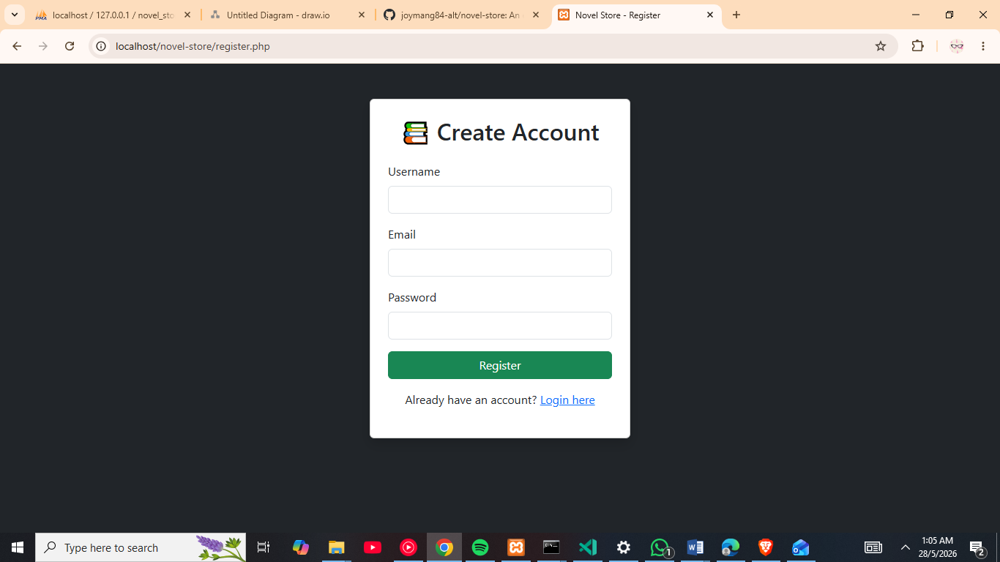 localhost / 127.0.0.1 / novel_sto
Untitled Diagram - draw.io
joymang84-alt/novel-store: An
Novel Store - Register
localhost/novel-store/register.php
Create Account
Username
Email
Password
Register
Already have an account? Login here
Type here to search
1
1:05 AM
28/5/2026
2